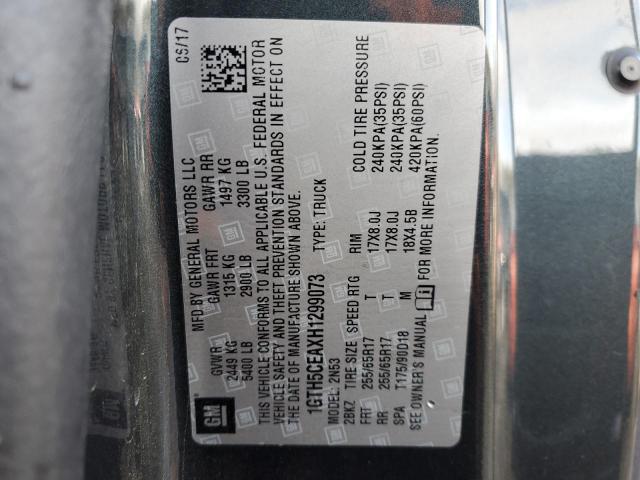 GM
MFD BY GENERAL MOTORS LLC
05/17
GVWR GAWR FRT GAWR RR
2449 KG 1315 KG 1497 KG
5400 LB 2900 LB 3300 LB
THIS VEHICLE CONFORMS TO ALL APPLICABLE U.S. FEDERAL MOTOR
VEHICLE SAFETY AND THEFT PREVENTION STANDARDS IN EFFECT ON
THE DATE OF MANUFACTURE SHOWN ABOVE.
1GTH5CEAXH1299073 TYPE: TRUCK
MODEL: 2N53
2BKZ TIRE SIZE SPEED RTG RIM COLD TIRE PRESSURE
FRT 255/65R17 T 17X8.0J 240KPA(35PSI)
RR 255/65R17 T 17X8.0J 240KPA(35PSI)
SPA T175/90D18 M 18X4.5B 420KPA(60PSI)
SEE OWNER'S MANUAL FOR MORE INFORMATION.